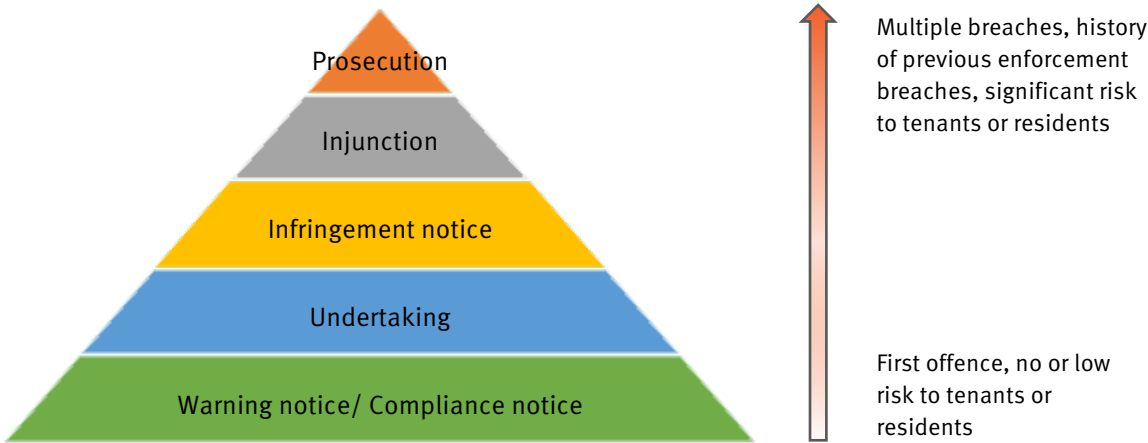 Prosecution
Injunction
Infringement notice
Undertaking
Warning notice/ Compliance notice
Multiple breaches, history
of previous enforcement
breaches, significant risk
to tenants or residents
First offence, no or low
risk to tenants or
residents